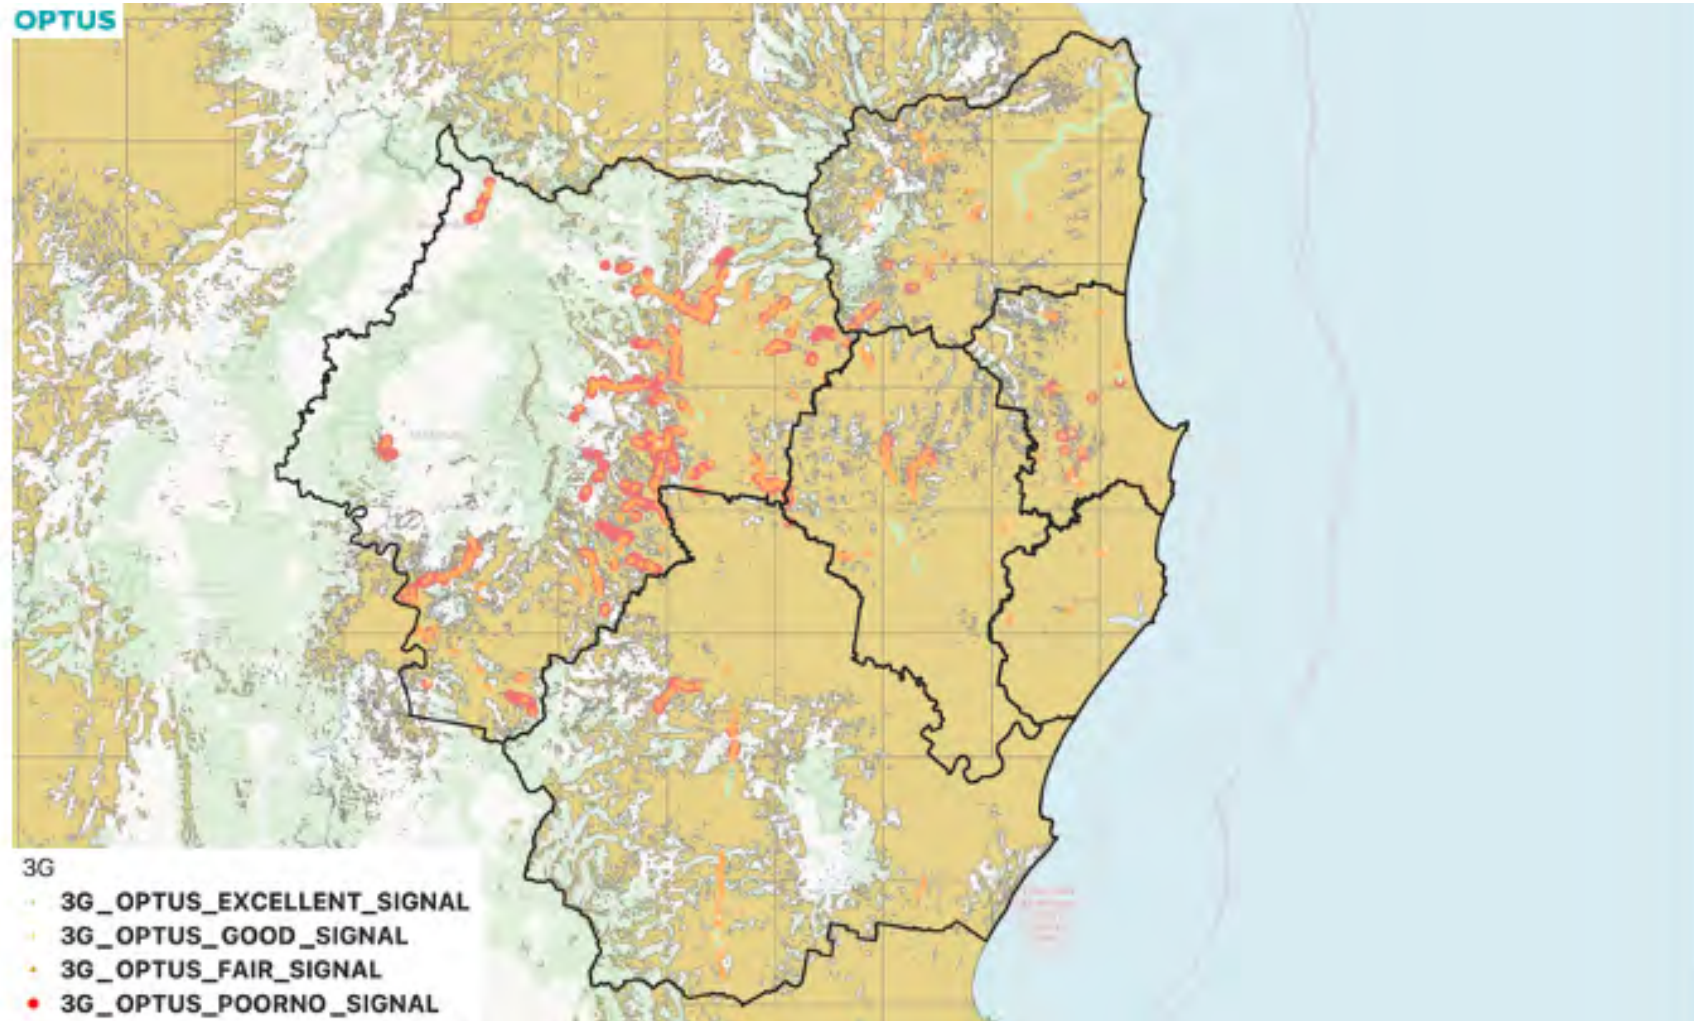 OPTUS
3G
3G_OPTUS_EXCELLENT_SIGNAL
3G_OPTUS_GOOD_SIGNAL
3G_OPTUS_FAIR_SIGNAL
3G_OPTUS_POORNO_SIGNAL